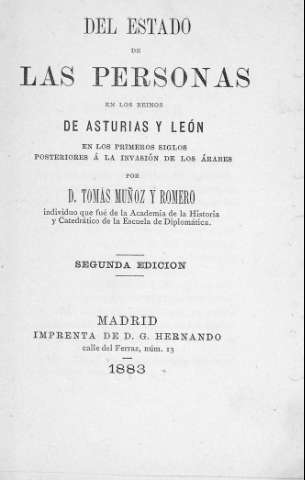 DEL ESTADO
DE
LAS PERSONAS
EN LOS REINOS
DE ASTURIAS Y LEÓN
EN LOS PRIMEROS SIGLOS
POSTERIORES Á LA INVASIÓN DE LOS ÁRABES
POR
D. TOMÁS MUÑOZ Y ROMERO
individuo que fué de la Academia de la Historia
y Catedrático de la Escuela de Diplomática.
SEGUNDA EDICION
MADRID
IMPRENTA DE D. G. HERNANDO
calle del Ferraz, núm. 13
1883